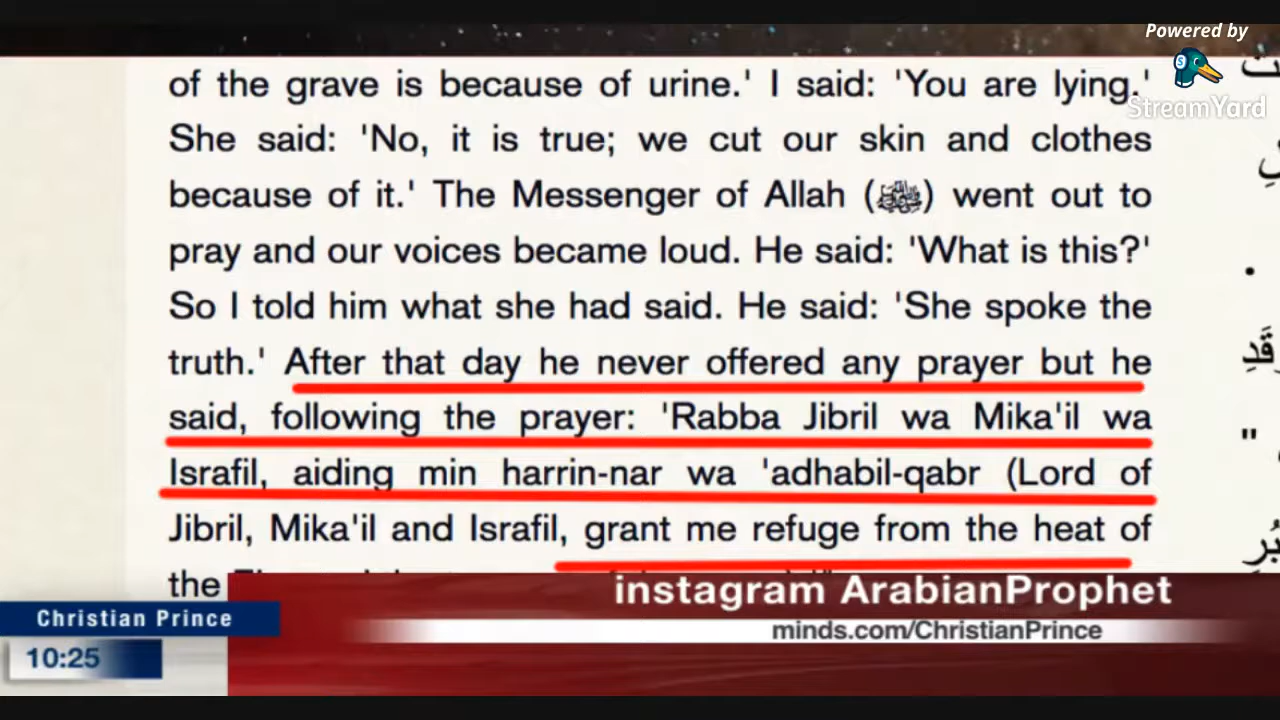 Powered by
StreamYard
of the grave is because of urine.' I said: 'You are lying.'
She said: 'No, it is true; we cut our skin and clothes
because of it.' The Messenger of Allah (ﷺ) went out to
pray and our voices became loud. He said: 'What is this?'
So I told him what she had said. He said: 'She spoke the
truth.' After that day he never offered any prayer but he
said, following the prayer: 'Rabba Jibril wa Mika'il wa
Israfil, aiding min harrin-nar wa 'adhabil-qabr (Lord of
Jibril, Mika'il and Israfil, grant me refuge from the heat of
the
instagram ArabianProphet
minds.com/ChristianPrince
Christian Prince
10:25